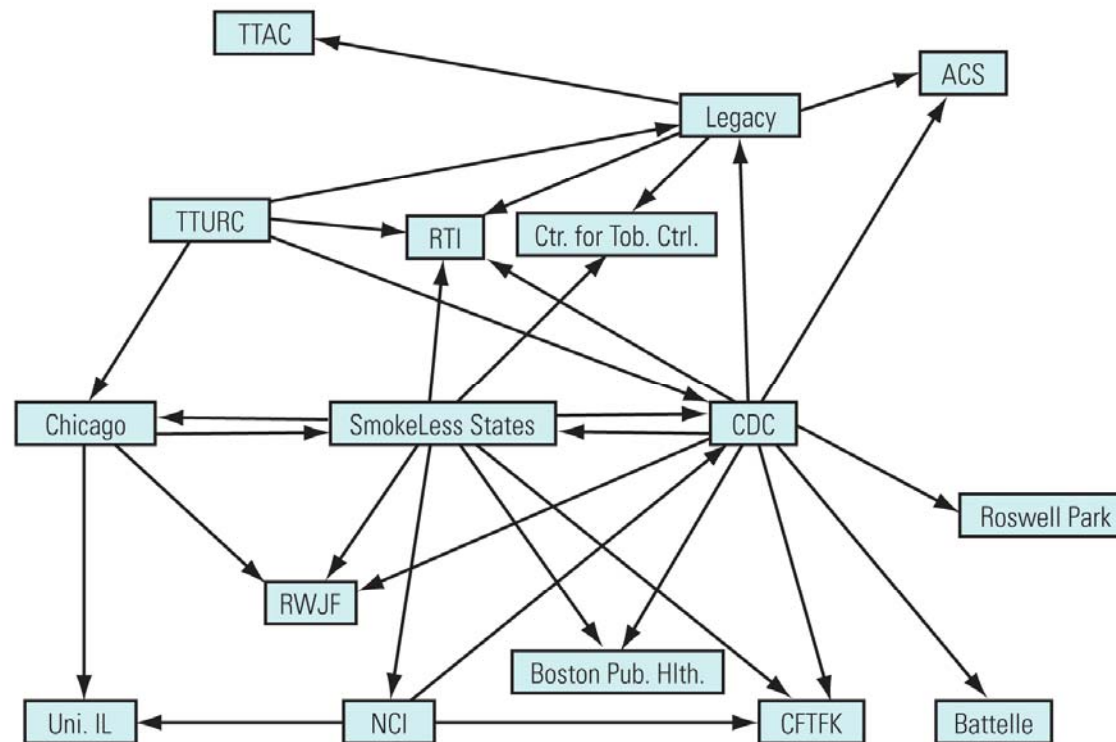 TTAC
ACS
Legacy
TTURC
RTI
Ctr. for Tob. Ctrl.
Chicago
SmokeLess States
CDC
Roswell Park
RWJF
Boston Pub. Hlth.
Uni. IL
NCI
CFTFK
Battelle